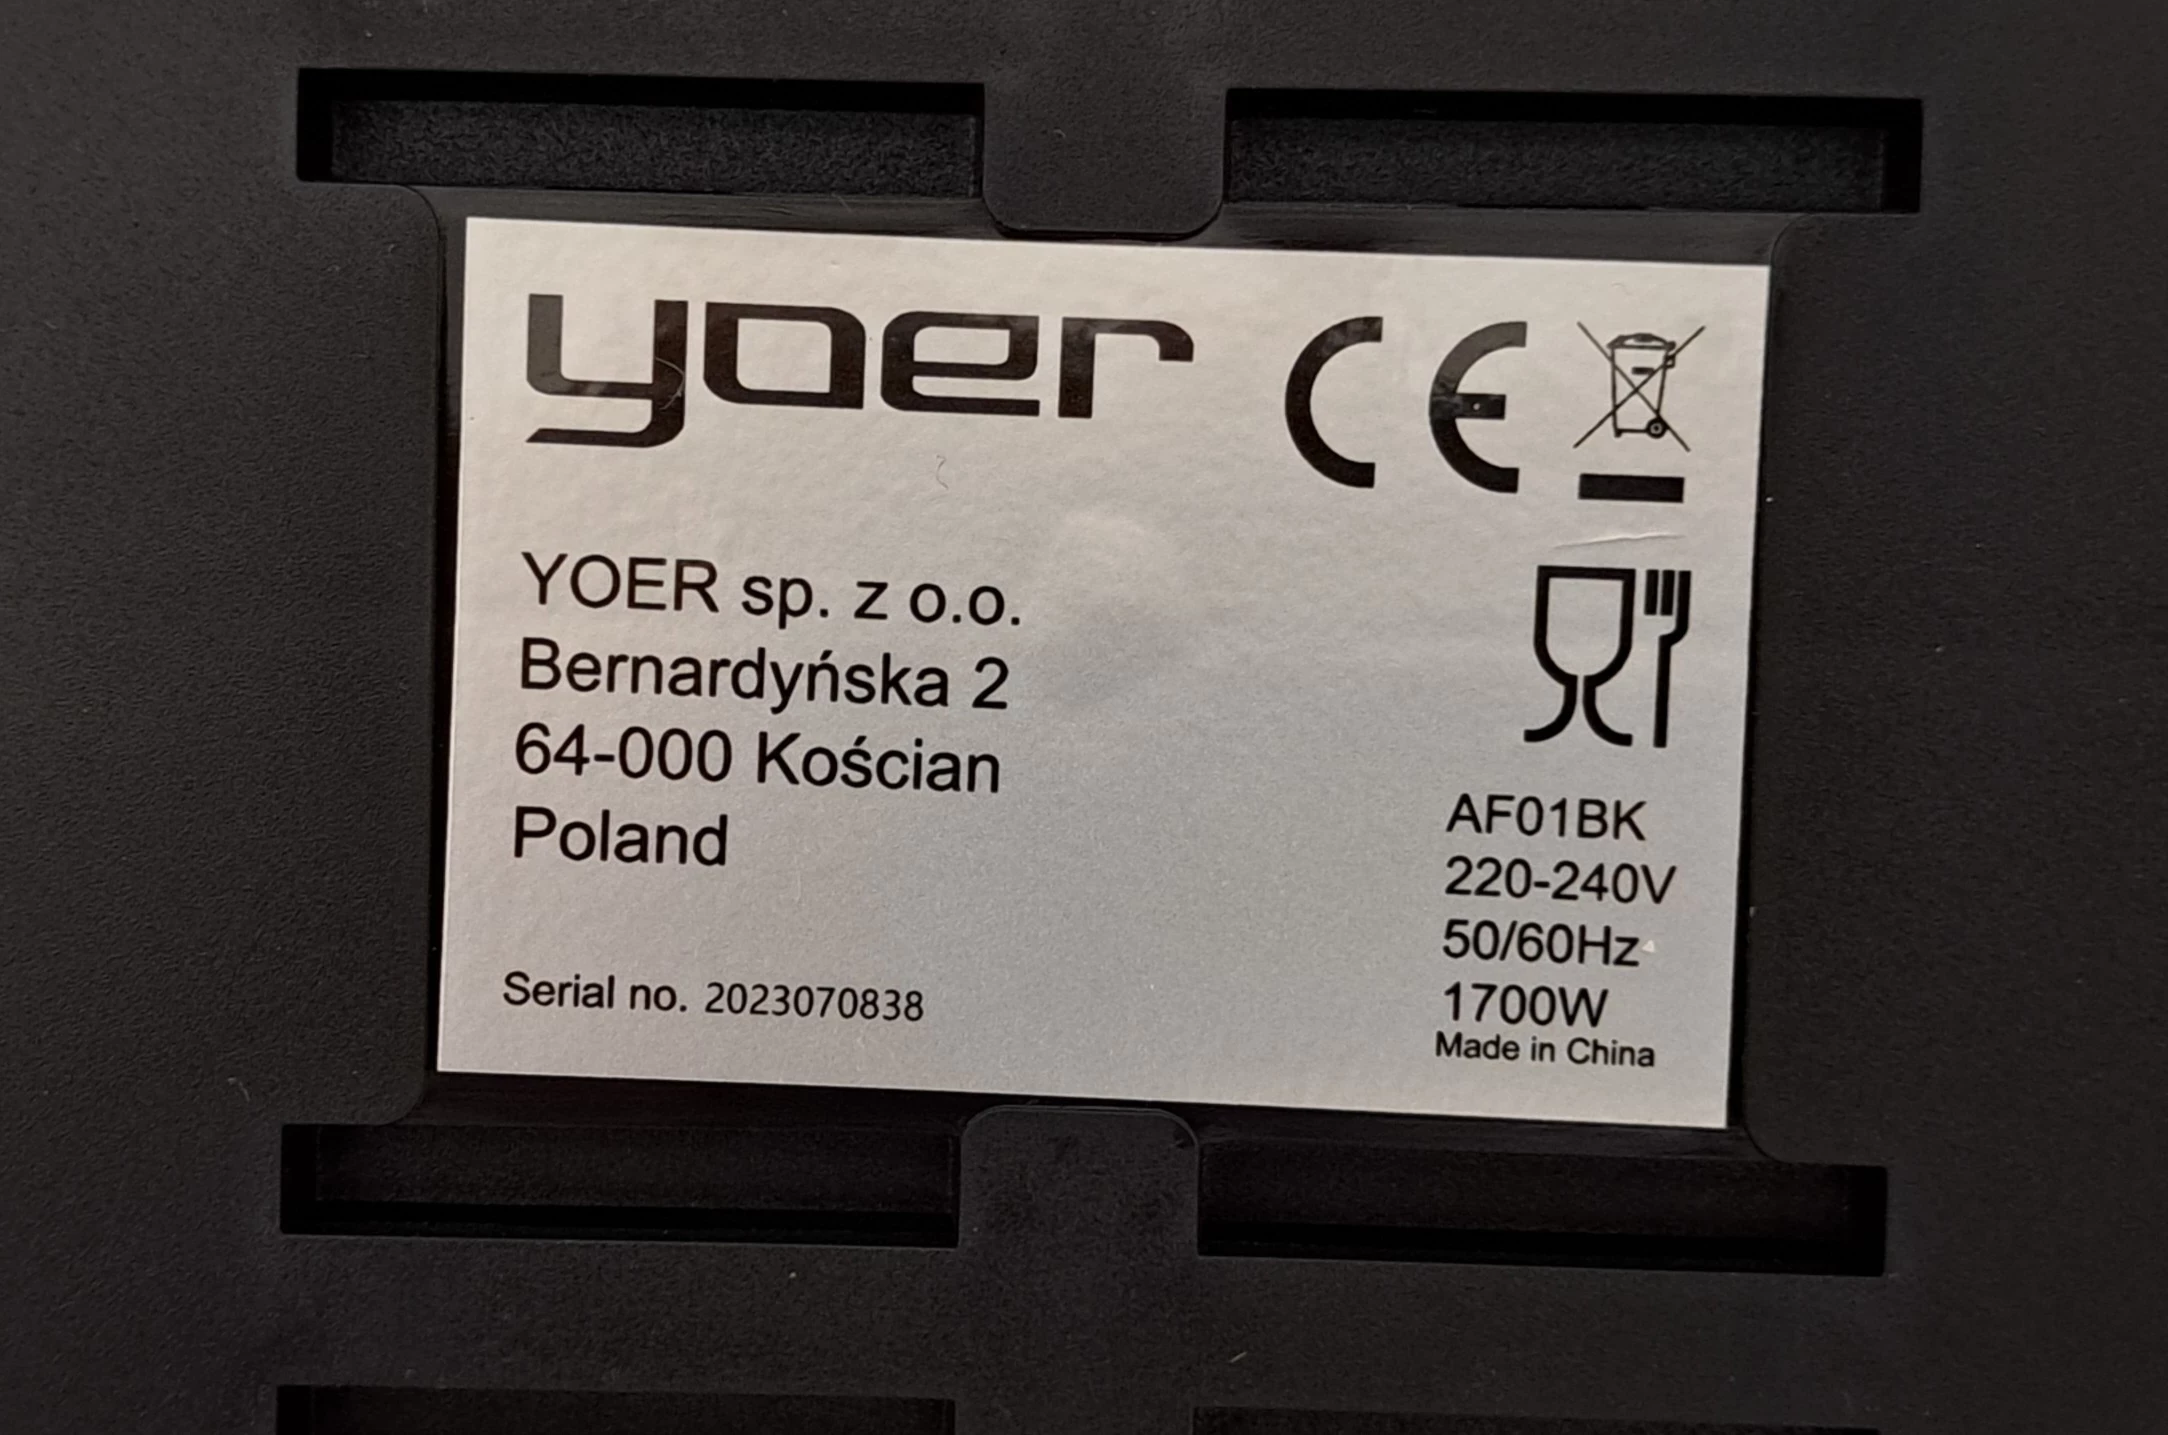 yoer CE
YOER sp. z o.o.
Bernardyńska 2
64-000 Kościan
Poland
Serial no. 2023070838
AF01BK
220-240V
50/60Hz
1700W
Made in China